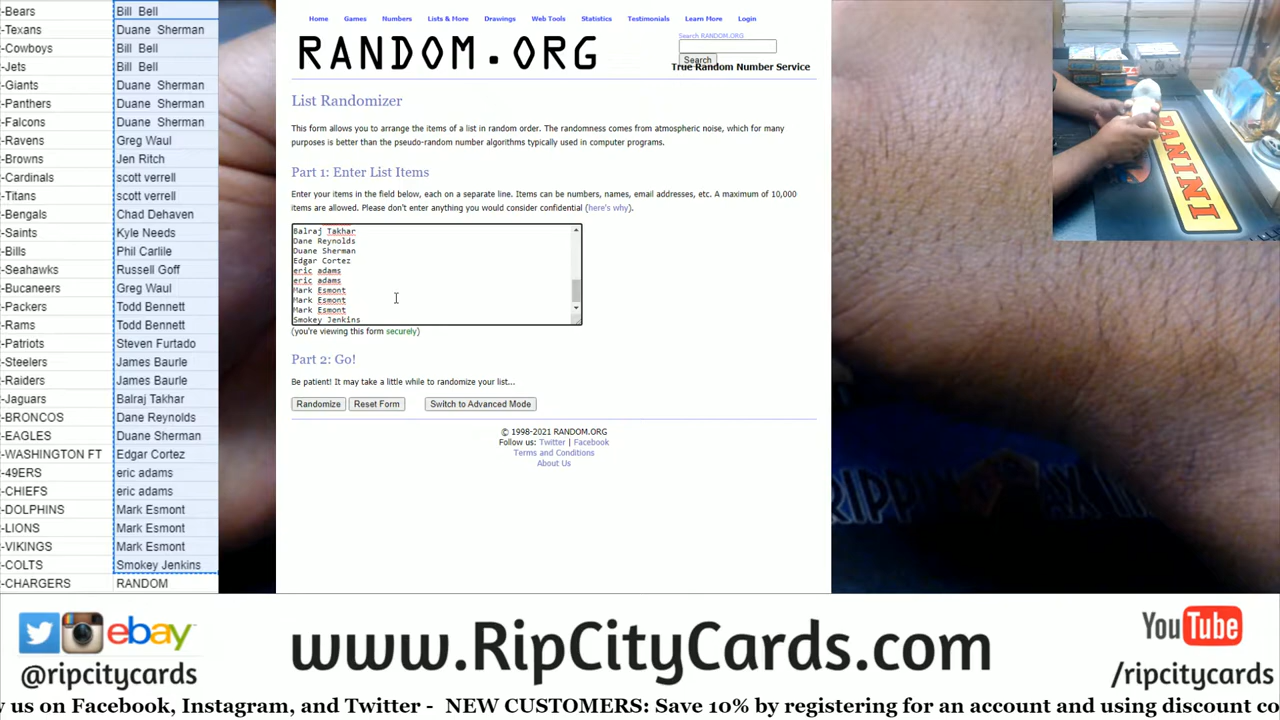 -Bears Bill Bell
-Texans Duane Sherman
-Cowboys Bill Bell
-Jets Bill Bell
-Giants Duane Sherman
-Panthers Duane Sherman
-Falcons Duane Sherman
-Ravens Greg Waul
-Browns Jen Ritch
-Cardinals scott verrell
-Titans scott verrell
-Bengals Chad Dehaven
-Saints Kyle Needs
-Bills Phil Carlile
-Seahawks Russell Goff
-Bucaneers Greg Waul
-Packers Todd Bennett
-Rams Todd Bennett
-Patriots Steven Furtado
-Steelers James Baurle
-Raiders James Baurle
-Jaguars Balraj Takhar
-BRONCOS Dane Reynolds
-EAGLES Duane Sherman
-WASHINGTON FT Edgar Cortez
-49ERS eric adams
-CHIEFS eric adams
-DOLPHINS Mark Esmont
-LIONS Mark Esmont
-VIKINGS Mark Esmont
-COLTS Smokey Jenkins
-CHARGERS RANDOM
Home Games Numbers Lists & More Drawings Web Tools Statistics Testimonials Learn More Login
Search RANDOM.ORG
RANDOM.ORG
Search
True Random Number Service
List Randomizer
This form allows you to arrange the items of a list in random order. The randomness comes from atmospheric noise, which for many
purposes is better than the pseudo-random number algorithms typically used in computer programs.
Part 1: Enter List Items
Enter your items in the field below, each on a separate line. Items can be numbers, names, email addresses, etc. A maximum of 10,000
items are allowed. Please don't enter anything you would consider confidential (here's why).
Balraj Takhar
Dane Reynolds
Duane Sherman
Edgar Cortez
eric adams
eric adams
Mark Esmont
Mark Esmont
Mark Esmont
Smokey Jenkins
(you're viewing this form securely)
Part 2: Go!
Be patient! It may take a little while to randomize your list...
Randomize Reset Form Switch to Advanced Mode
© 1998-2021 RANDOM.ORG
Follow us: Twitter | Facebook
Terms and Conditions
About Us
PANINI
ebay
@ripcitycards
www.RipCityCards.com
YouTube
/ripcitycards
y us on Facebook, Instagram, and Twitter - NEW CUSTOMERS: Save 10% by registering for an account and using discount co